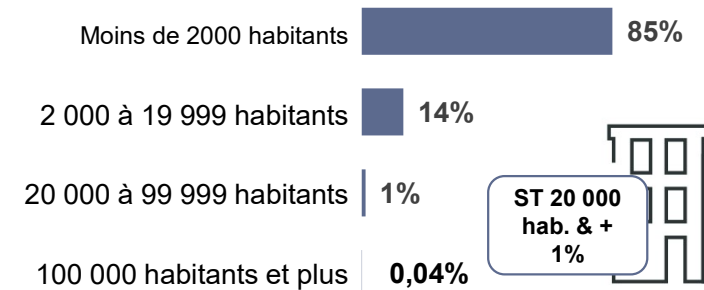 Moins de 2000 habitants 85%
2 000 à 19 999 habitants 14%
20 000 à 99 999 habitants 1%
ST 20 000
hab. & +
1%
100 000 habitants et plus 0,04%